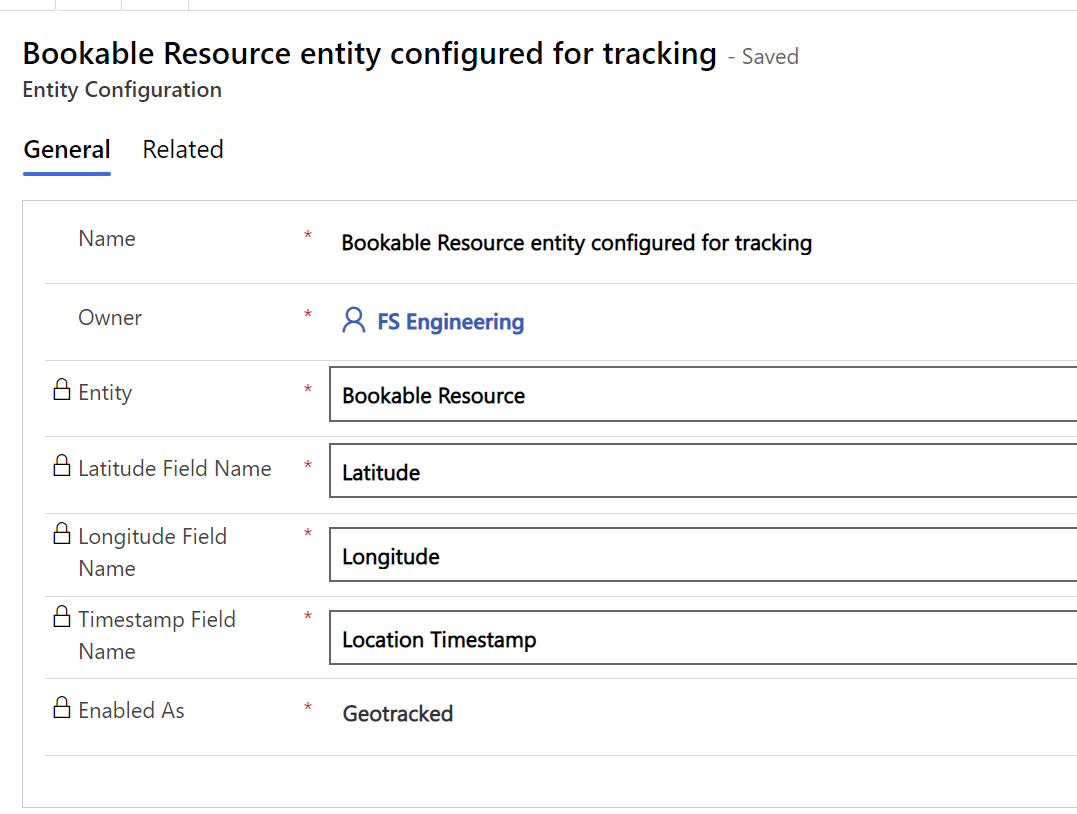 Bookable Resource entity configured for tracking - Saved
Entity Configuration
General Related
Name * Bookable Resource entity configured for tracking
Owner * FS Engineering
Entity * Bookable Resource
Latitude Field Name * Latitude
Longitude Field
Name
* Longitude
Timestamp Field
Name
* Location Timestamp
Enabled As * Geotracked